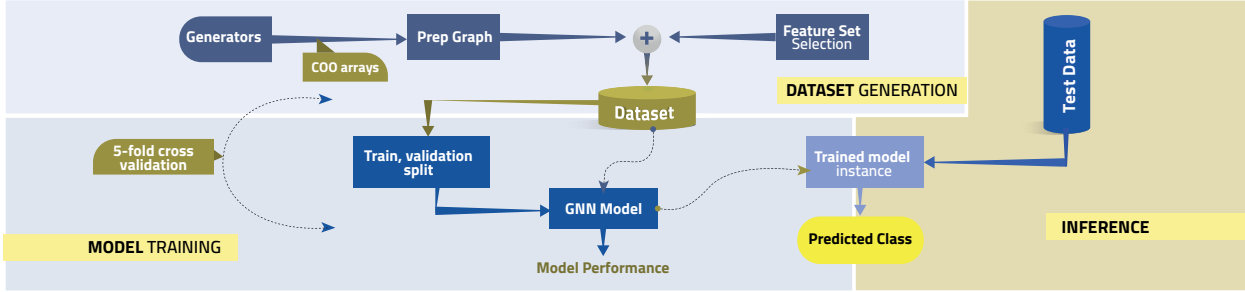 Generators
COO arrays
Prep Graph
+
Feature Set
Selection
DATASET GENERATION
Dataset
Test Data
5-fold cross
validation
Train, validation
split
GNN Model
Model Performance
MODEL TRAINING
Trained model
instance
Predicted Class
INFERENCE